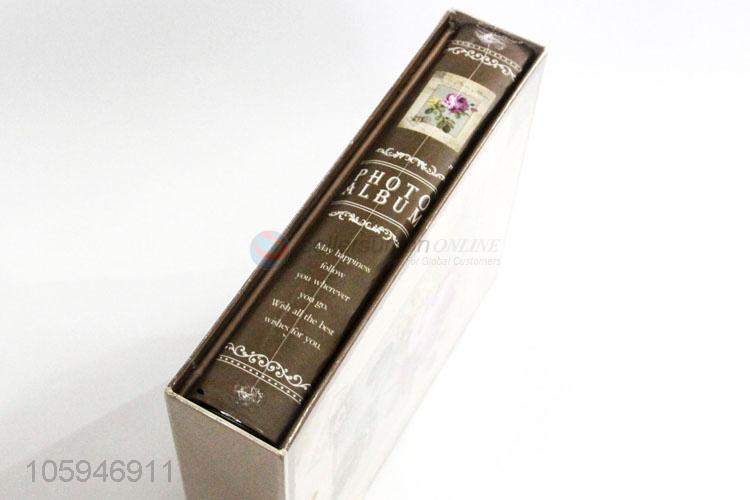 PHOTO
ALBUM
May happiness
follow
you wherever
you go.
Wish all the best
wishes for you.
ONLINE
for Global Customers
105946911